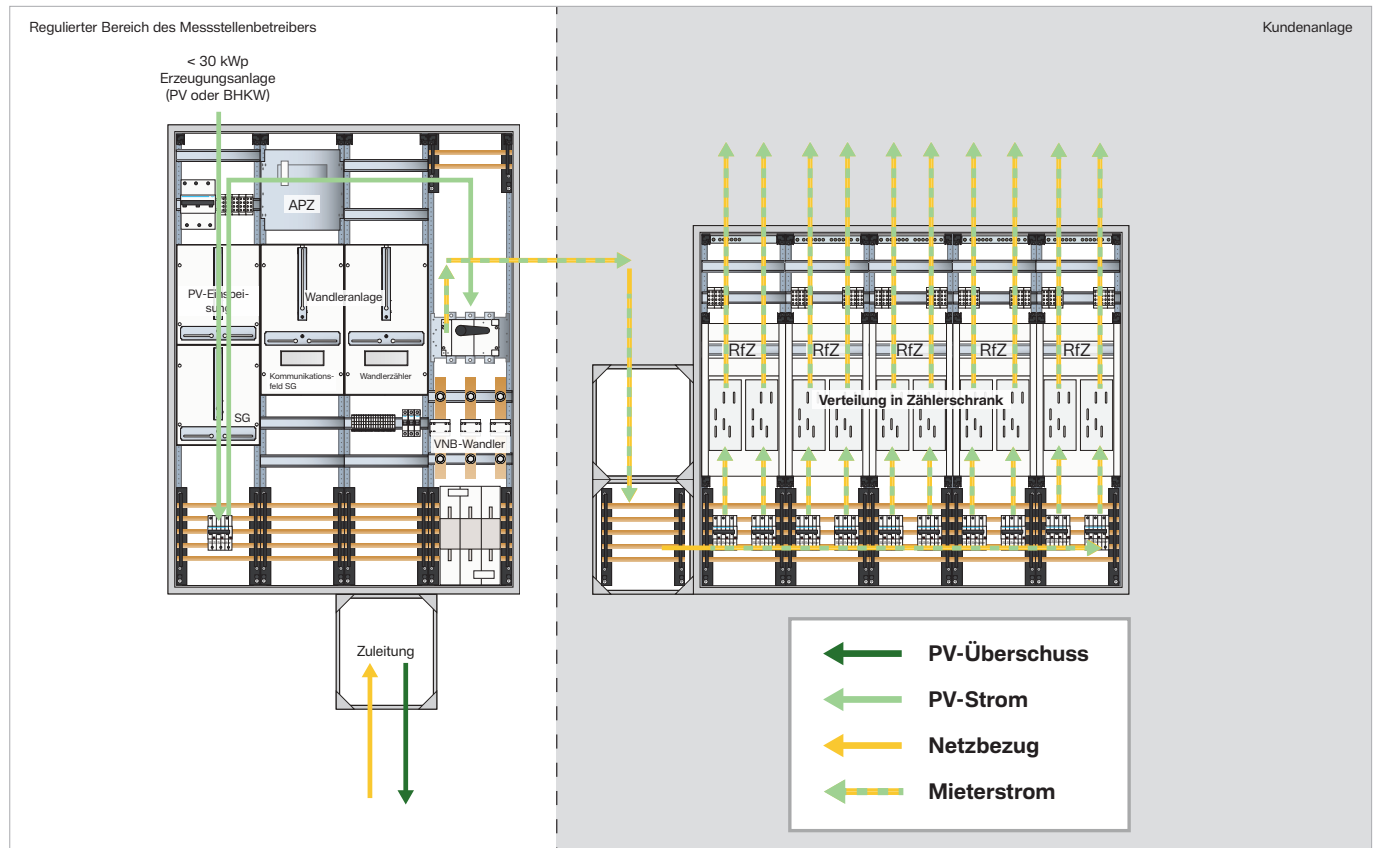 Regulierter Bereich des Messstellenbetreibers
Kundenanlage
< 30 kWp
Erzeugungsanlage
(PV oder BHKW)
APZ
PV-Einspei-
sung
Wandleranlage
Kommunikations-
feld SG
Wandlerzähler
SG
VNB-Wandler
Zuleitung
RfZ
RfZ
RfZ
RfZ
RfZ
Verteilung in Zählerschrank
PV-Überschuss
PV-Strom
Netzbezug
Mieterstrom